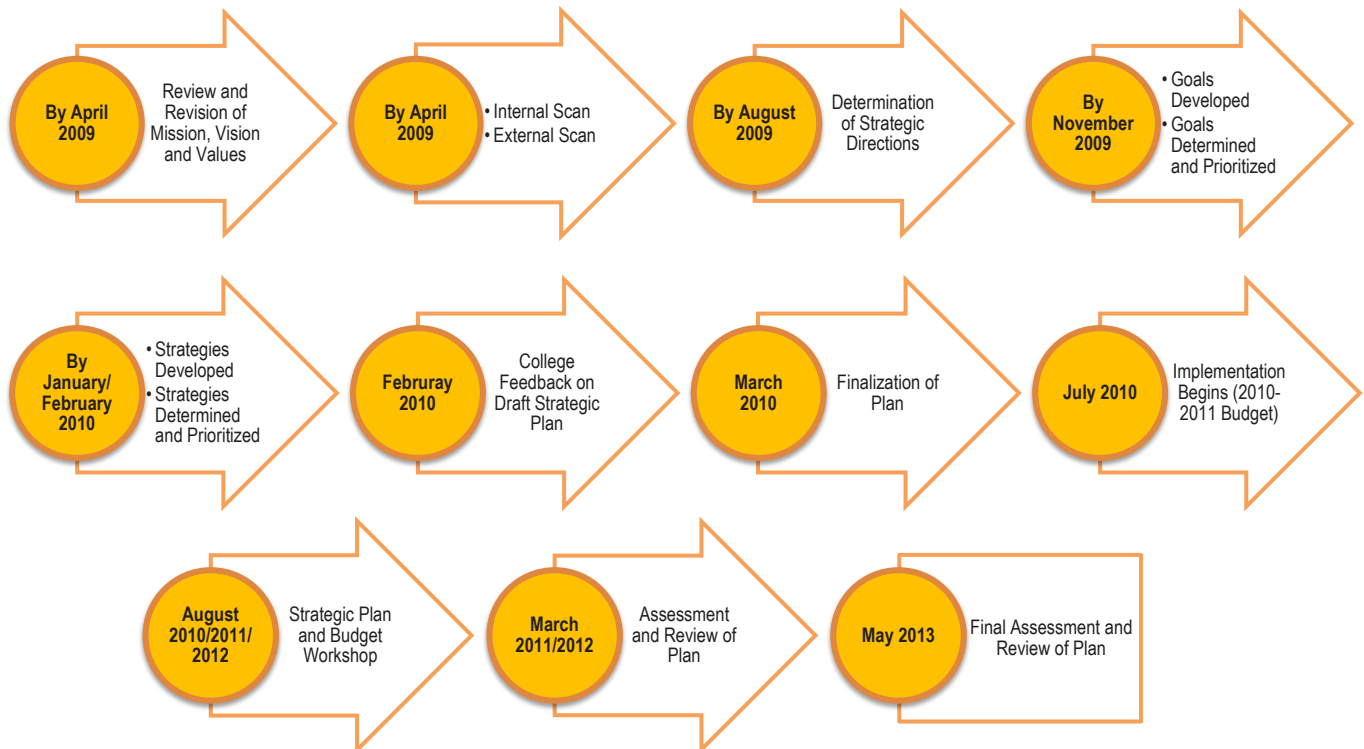 By April
2009
Review and
Revision of
Mission, Vision
and Values
By April
2009
• Internal Scan
• External Scan
By August
2009
Determination
of Strategic
Directions
By
November
2009
• Goals
Developed
• Goals
Determined
and Prioritized
By
January/
February
2010
• Strategies
Developed
• Strategies
Determined
and Prioritized
Februray
2010
College
Feedback on
Draft Strategic
Plan
March
2010
Finalization of
Plan
July 2010
Implementation
Begins (2010-
2011 Budget)
August
2010/2011/
2012
Strategic Plan
and Budget
Workshop
March
2011/2012
Assessment
and Review of
Plan
May 2013
Final Assessment and
Review of Plan